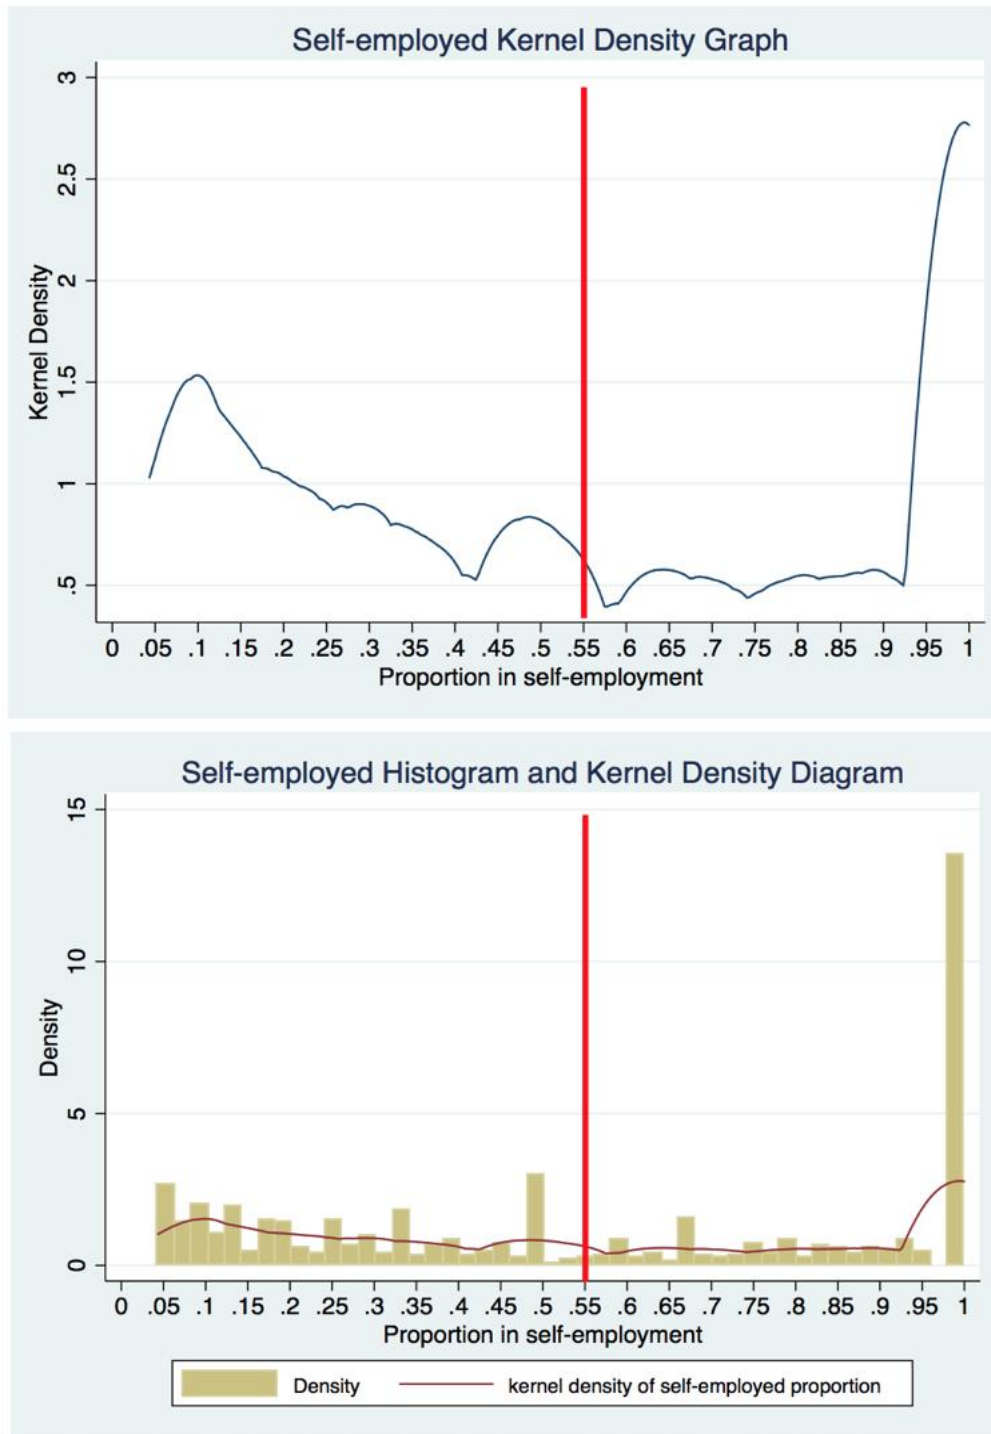 Self-employed Kernel Density Graph
3
2.5
2
1.5
1
.5
Kernel Density
0 .05 .1 .15 .2 .25 .3 .35 .4 .45 .5 .55 .6 .65 .7 .75 .8 .85 .9 .95 1
Proportion in self-employment
Self-employed Histogram and Kernel Density Diagram
15
10
5
0
Density
0 .05 .1 .15 .2 .25 .3 .35 .4 .45 .5 .55 .6 .65 .7 .75 .8 .85 .9 .95 1
Proportion in self-employment
Density kernel density of self-employed proportion